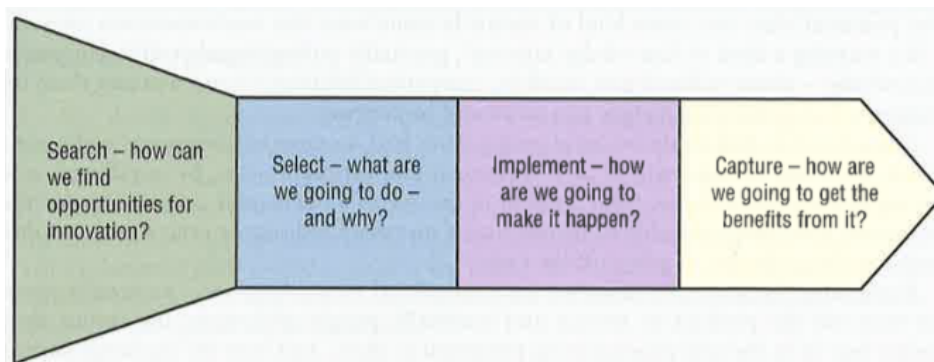 Search – how can
we find
opportunities for
innovation?
Select – what are
we going to do –
and why?
Implement – how
are we going to
make it happen?
Capture – how are
we going to get the
benefits from it?